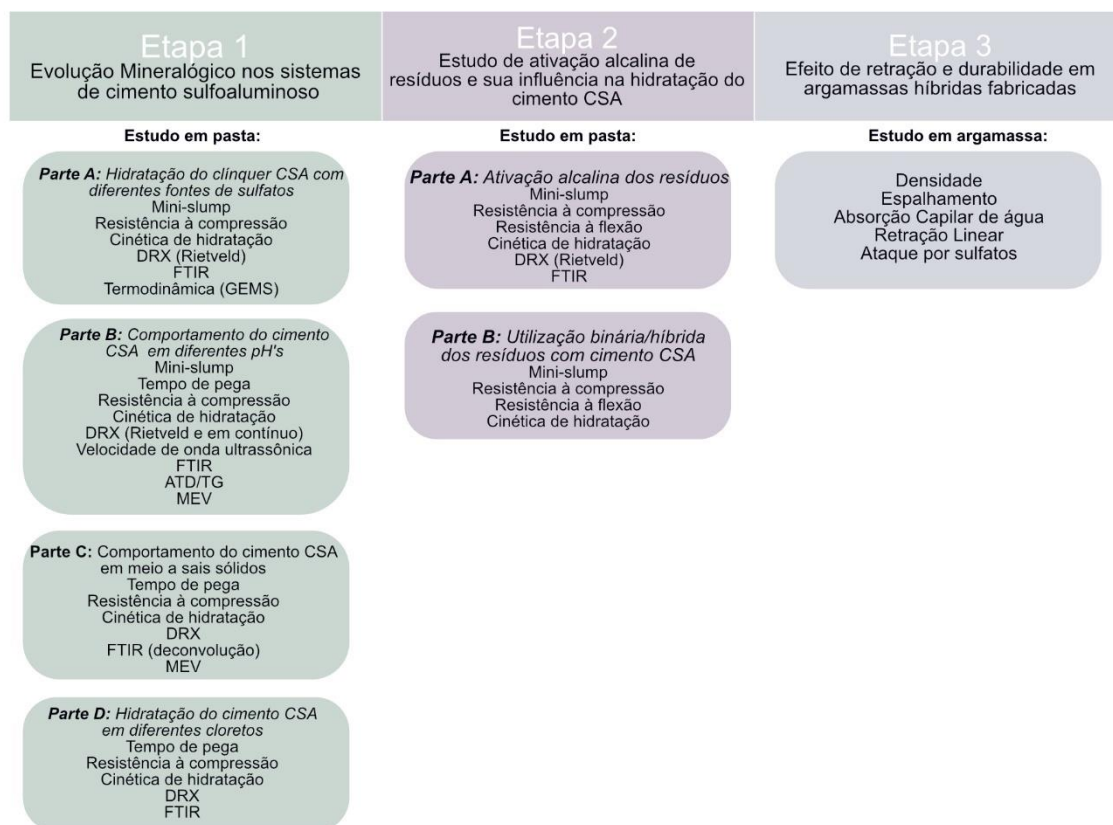 Etapa 1
Evolução Mineralógico nos sistemas
de cimento sulfoaluminoso
Estudo em pasta:
Parte A: Hidratação do clínquer CSA com
diferentes fontes de sulfatos
Mini-slump
Resistência à compressão
Cinética de hidratação
DRX (Rietveld)
FTIR
Termodinâmica (GEMS)
Parte B: Comportamento do cimento
CSA em diferentes pH's
Mini-slump
Tempo de pega
Resistência à compressão
Cinética de hidratação
DRX (Rietveld e em contínuo)
Velocidade de onda ultrassônica
FTIR
ATD/TG
MEV
Parte C: Comportamento do cimento CSA
em meio a sais sólidos
Tempo de pega
Resistência à compressão
Cinética de hidratação
DRX
FTIR (deconvolução)
MEV
Parte D: Hidratação do cimento CSA
em diferentes cloretos
Tempo de pega
Resistência à compressão
Cinética de hidratação
DRX
FTIR
Etapa 2
Estudo de ativação alcalina de
resíduos e sua influência na hidratação do
cimento CSA
Estudo em pasta:
Parte A: Ativação alcalina dos resíduos
Mini-slump
Resistência à compressão
Resistência à flexão
Cinética de hidratação
DRX (Rietveld)
FTIR
Parte B: Utilização binária/híbrida
dos resíduos com cimento CSA
Mini-slump
Resistência à compressão
Resistência à flexão
Cinética de hidratação
Etapa 3
Efeito de retração e durabilidade em
argamassas híbridas fabricadas
Estudo em argamassa:
Densidade
Espalhamento
Absorção Capilar de água
Retração Linear
Ataque por sulfatos